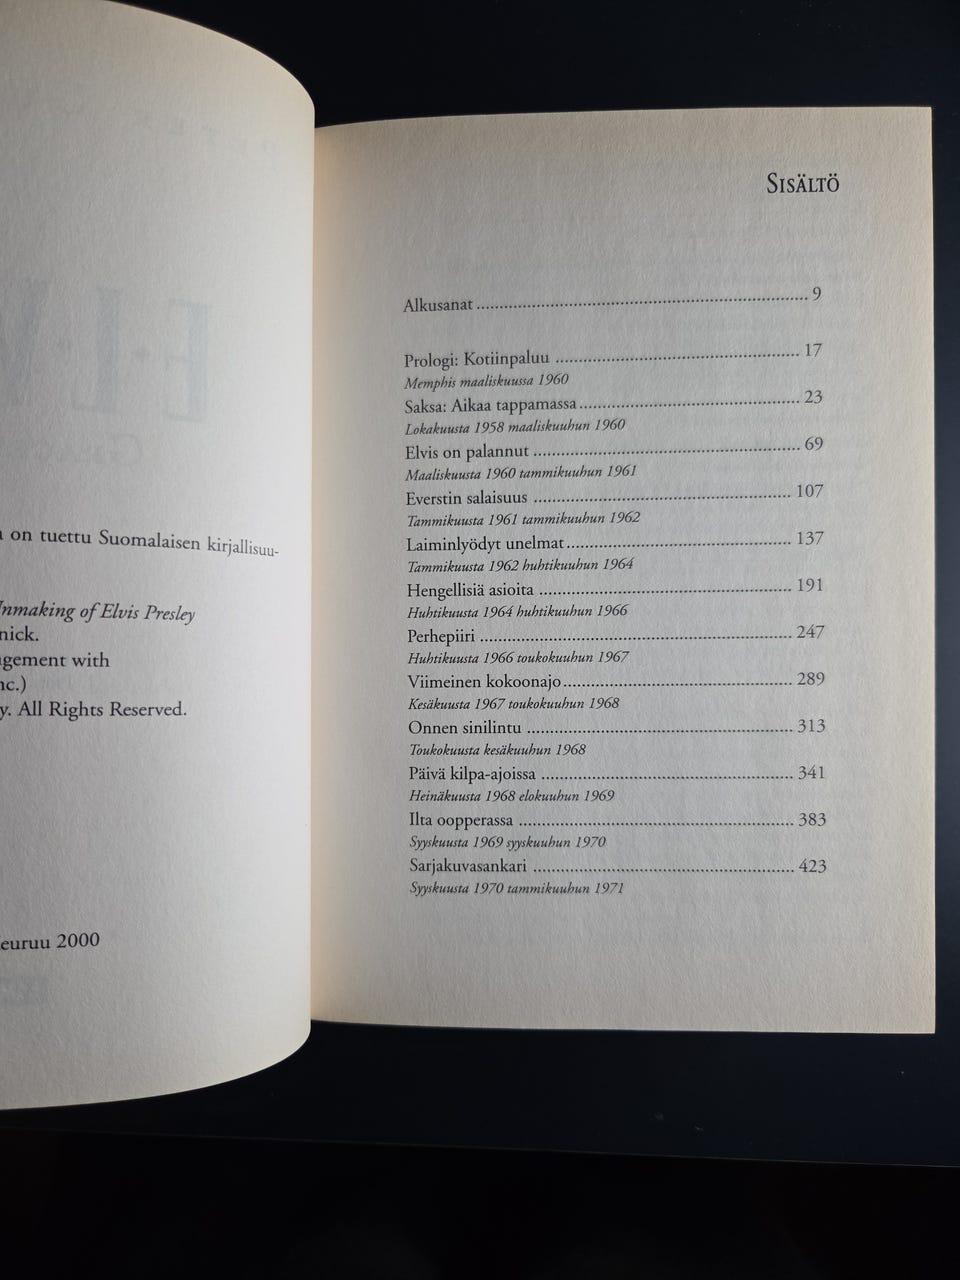 on tuettu Suomalaisen kirjallisuu-
Unmaking of Elvis Presley
nick.
gement with
nc.)
y. All Rights Reserved.
euruu 2000
SISÄLTÖ
Alkusanat ........ 9
Prologi: Kotiinpaluu ........ 17
Memphis maaliskuussa 1960
Saksa: Aikaa tappamassa ........ 23
Lokakuusta 1958 maaliskuuhun 1960
Elvis on palannut ........ 69
Maaliskuusta 1960 tammikuuhun 1961
Everstin salaisuus ........ 107
Tammikuusta 1961 tammikuuhun 1962
Laiminlyödyt unelmat ........ 137
Tammikuusta 1962 huhtikuuhun 1964
Hengellisiä asioita ........ 191
Huhtikuusta 1964 huhtikuuhun 1966
Perhepiiri ........ 247
Huhtikuusta 1966 toukokuuhun 1967
Viimeinen kokoonajo ........ 289
Kesäkuusta 1967 toukokuuhun 1968
Onnen sinilintu ........ 313
Toukokuusta kesäkuuhun 1968
Päivä kilpa-ajoissa ........ 341
Heinäkuusta 1968 elokuuhun 1969
Ilta oopperassa ........ 383
Syyskuusta 1969 syyskuuhun 1970
Sarjakuvasankari ........ 423
Syyskuusta 1970 tammikuuhun 1971